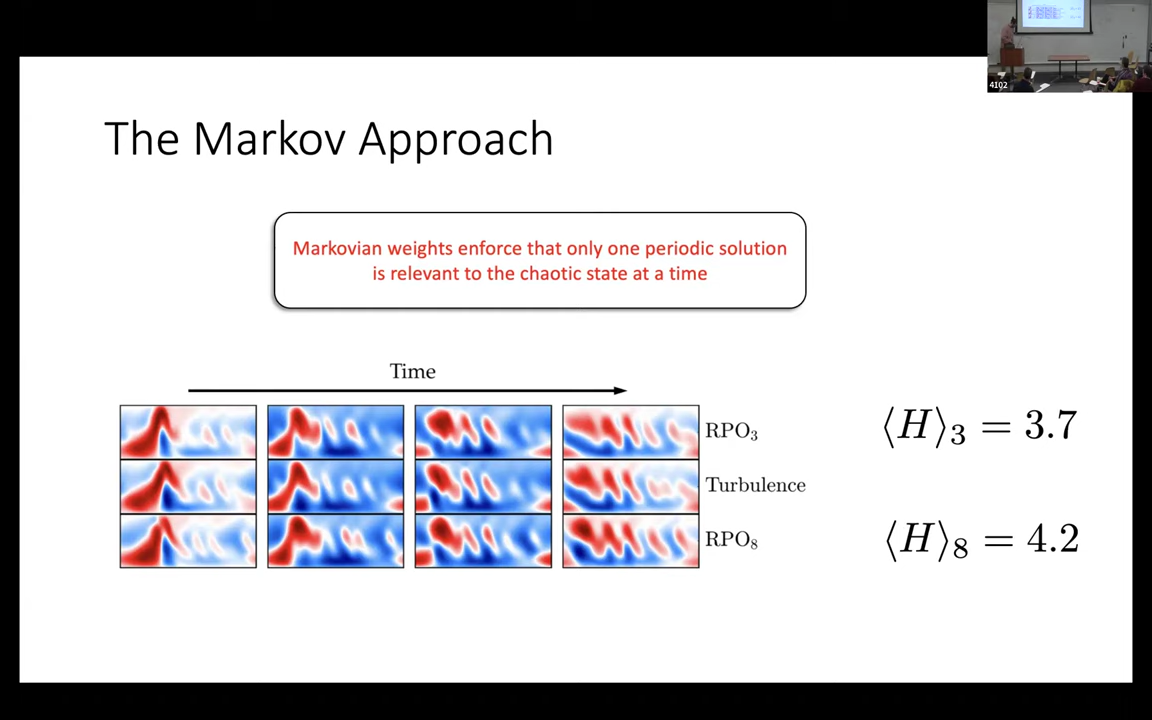 4102
The Markov Approach
Markovian weights enforce that only one periodic solution
is relevant to the chaotic state at a time
Time
RPO₃
⟨H⟩₃ = 3.7
Turbulence
RPO₈
⟨H⟩₈ = 4.2